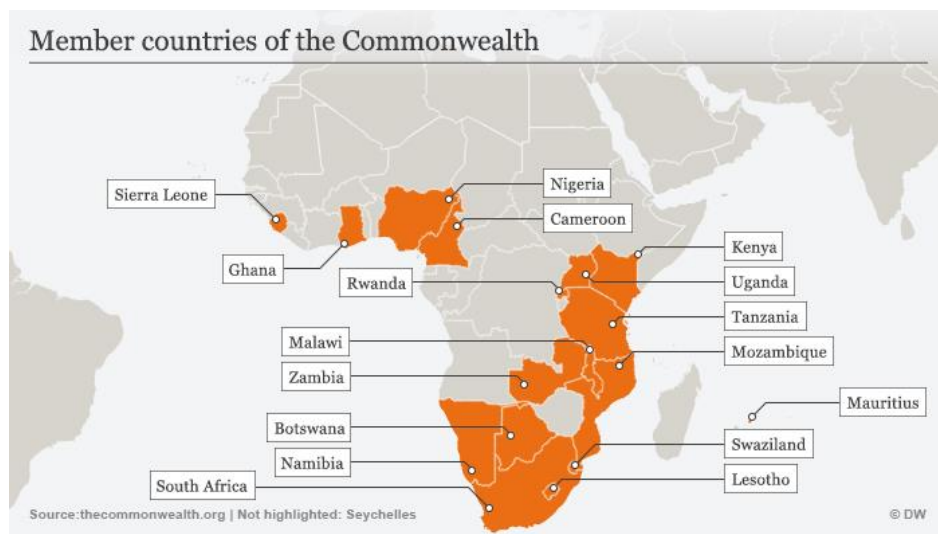 Member countries of the Commonwealth
Nigeria
Sierra Leone
Cameroon
Kenya
Ghana
Rwanda
Uganda
Tanzania
Malawi
Mozambique
Zambia
Mauritius
Botswana
Swaziland
Namibia
Lesotho
South Africa
Source:thecommonwealth.org | Not highlighted: Seychelles
© DW